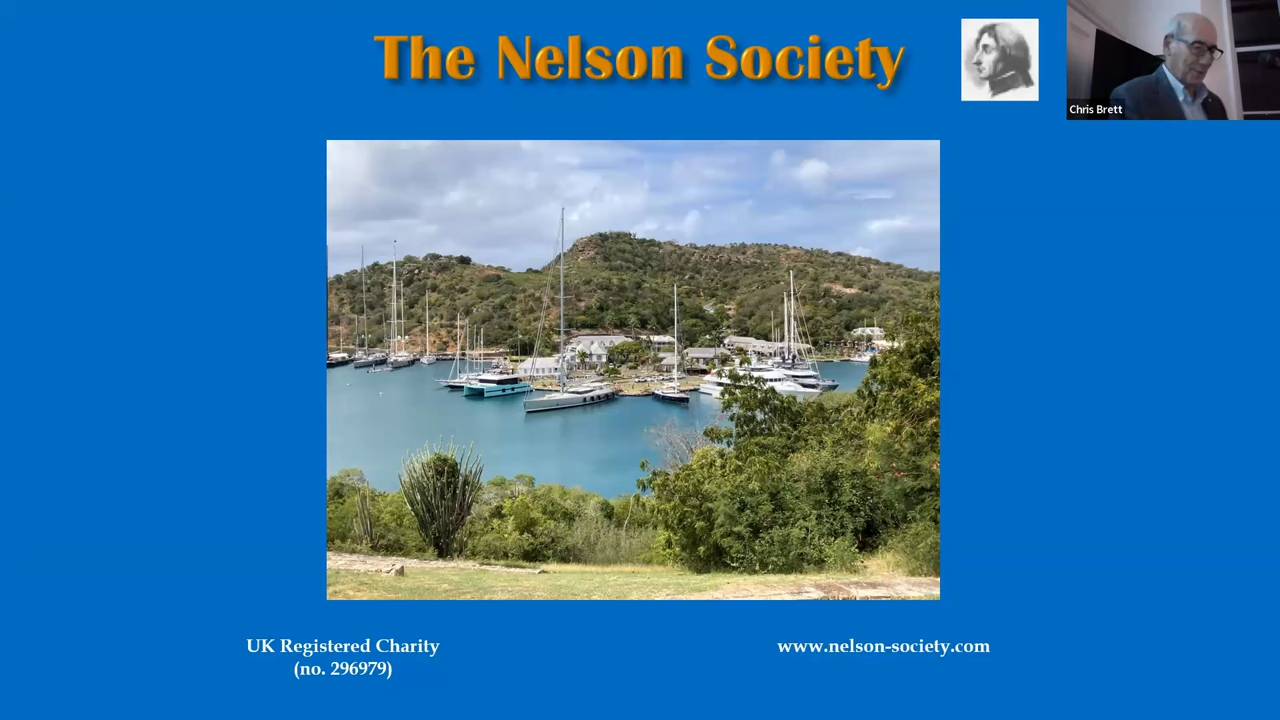 The Nelson Society
Chris Brett
UK Registered Charity
(no. 296979)
www.nelson-society.com